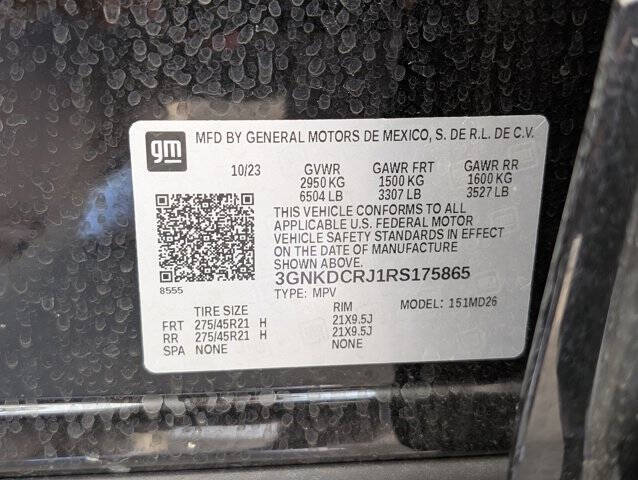 gm
MFD BY GENERAL MOTORS DE MEXICO, S. DE R.L. DE C.V.
10/23 GVWR GAWR FRT GAWR RR
2950 KG 1500 KG 1600 KG
6504 LB 3307 LB 3527 LB
THIS VEHICLE CONFORMS TO ALL
APPLICABLE U.S. FEDERAL MOTOR
VEHICLE SAFETY STANDARDS IN EFFECT
ON THE DATE OF MANUFACTURE
SHOWN ABOVE.
3GNKDCRJ1RS175865
8555
TYPE: MPV MODEL: 151MD26
TIRE SIZE RIM
FRT 275/45R21 H 21X9.5J
RR 275/45R21 H 21X9.5J
SPA NONE NONE